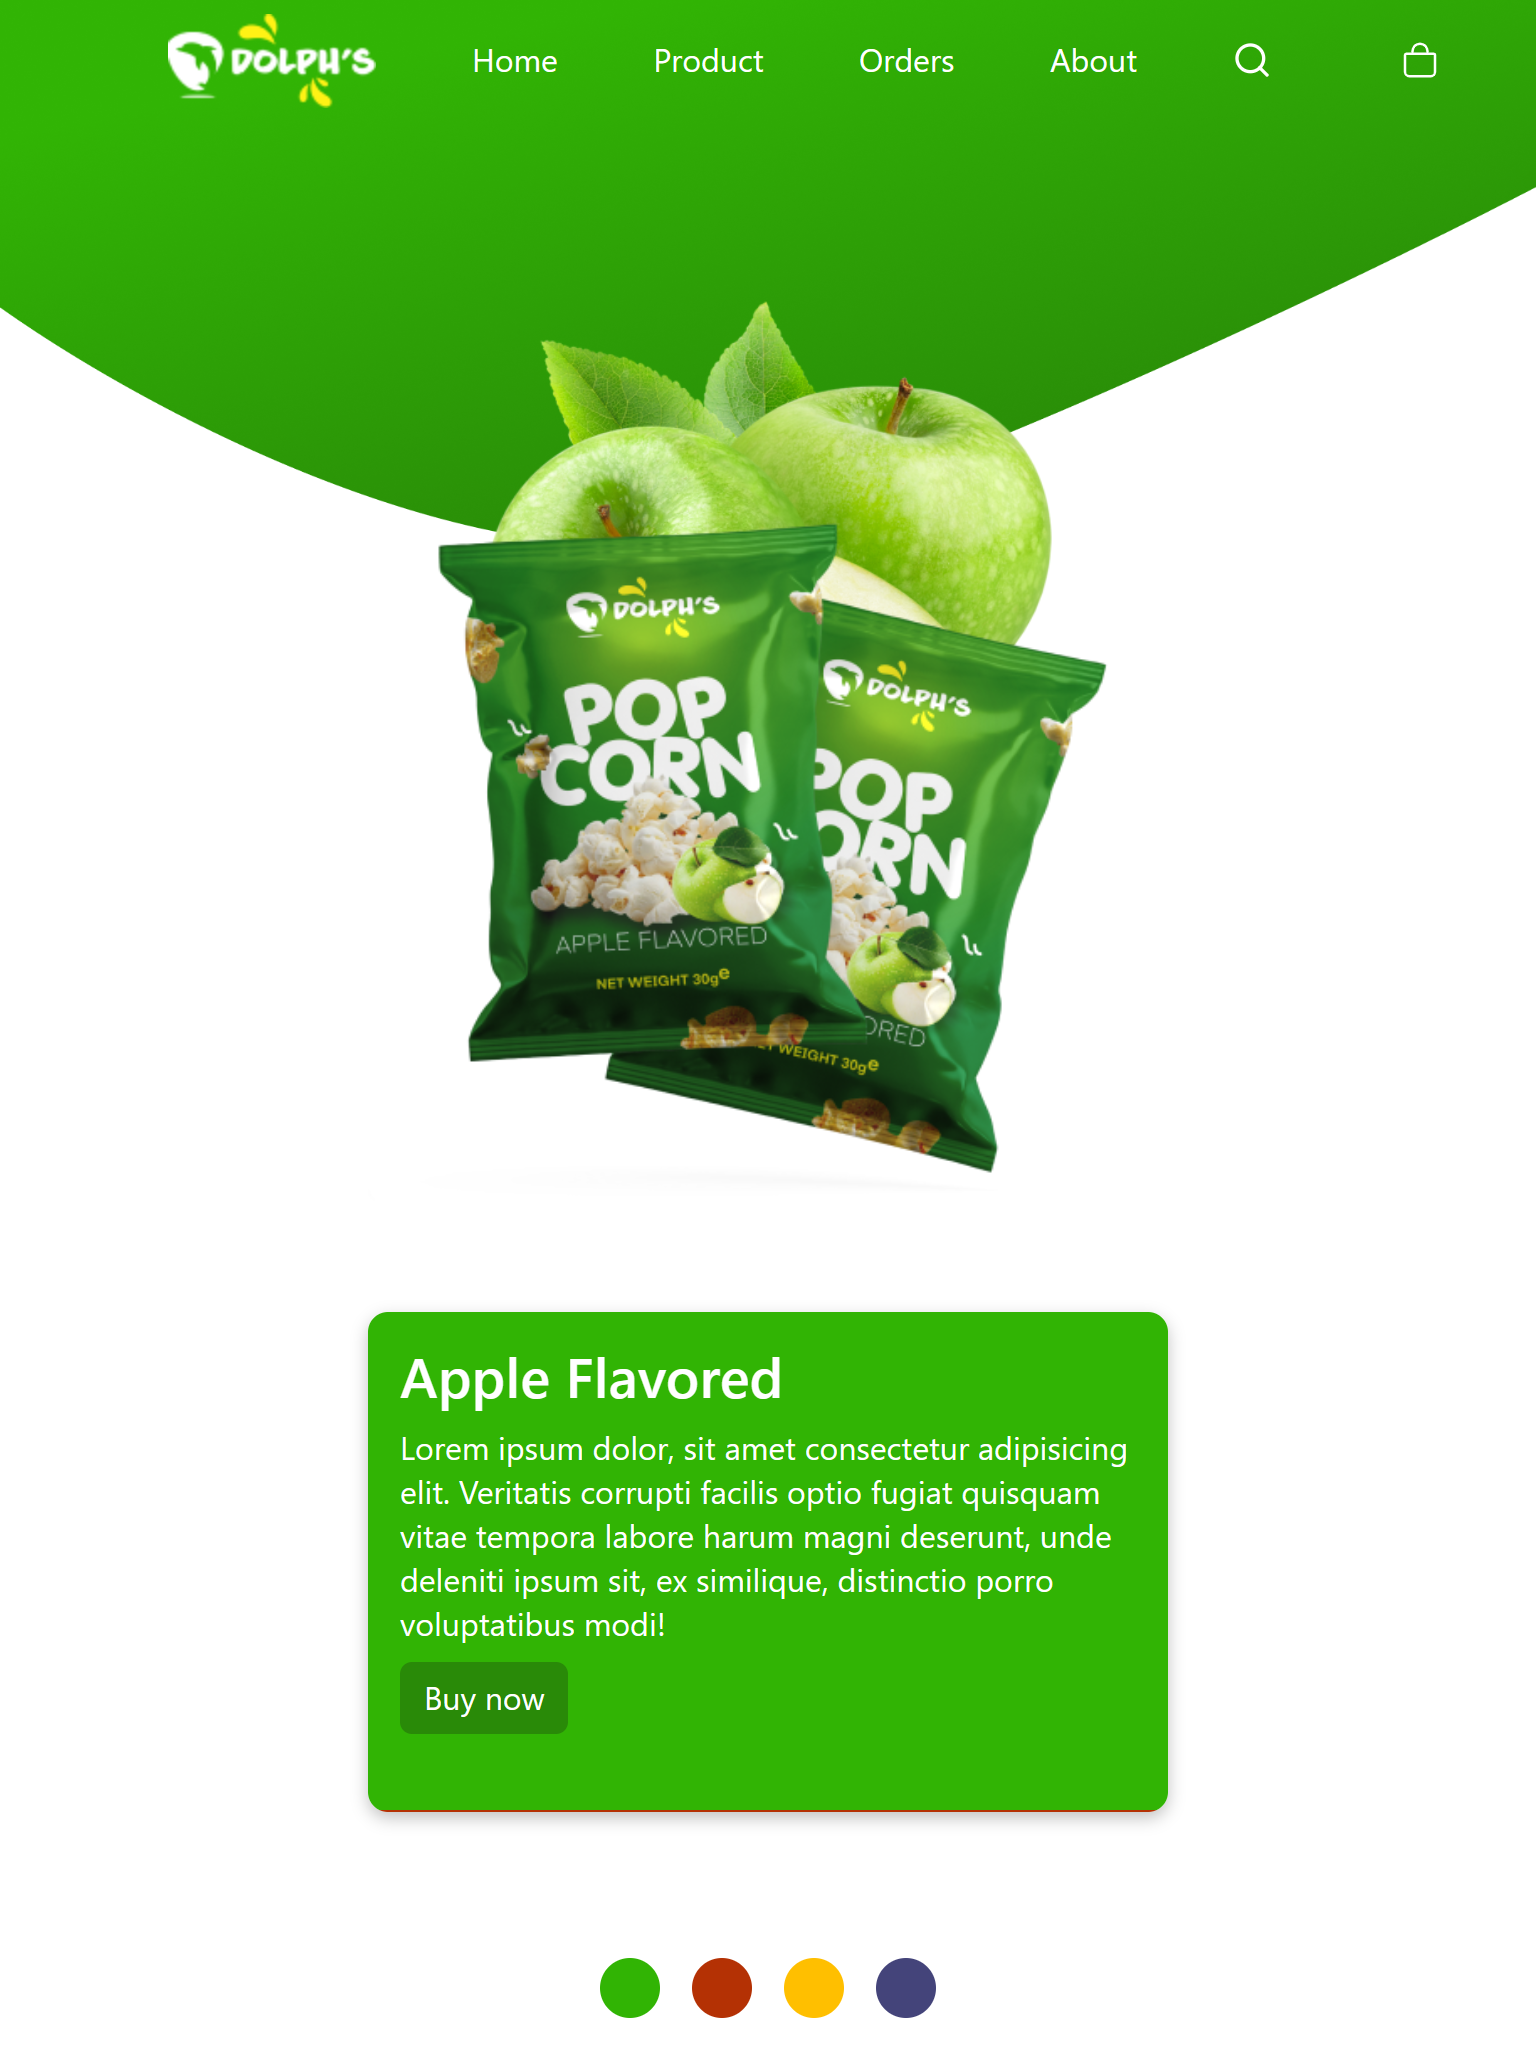 DOLPH'S
Home
Product
Orders
About
DOLPH'S
POP
CORN
APPLE FLAVORED
NET WEIGHT 30g e
DOLPH'S
POP
ORN
ORED
WEIGHT 30g e
Apple Flavored
Lorem ipsum dolor, sit amet consectetur adipisicing
elit. Veritatis corrupti facilis optio fugiat quisquam
vitae tempora labore harum magni deserunt, unde
deleniti ipsum sit, ex similique, distinctio porro
voluptatibus modi!
Buy now